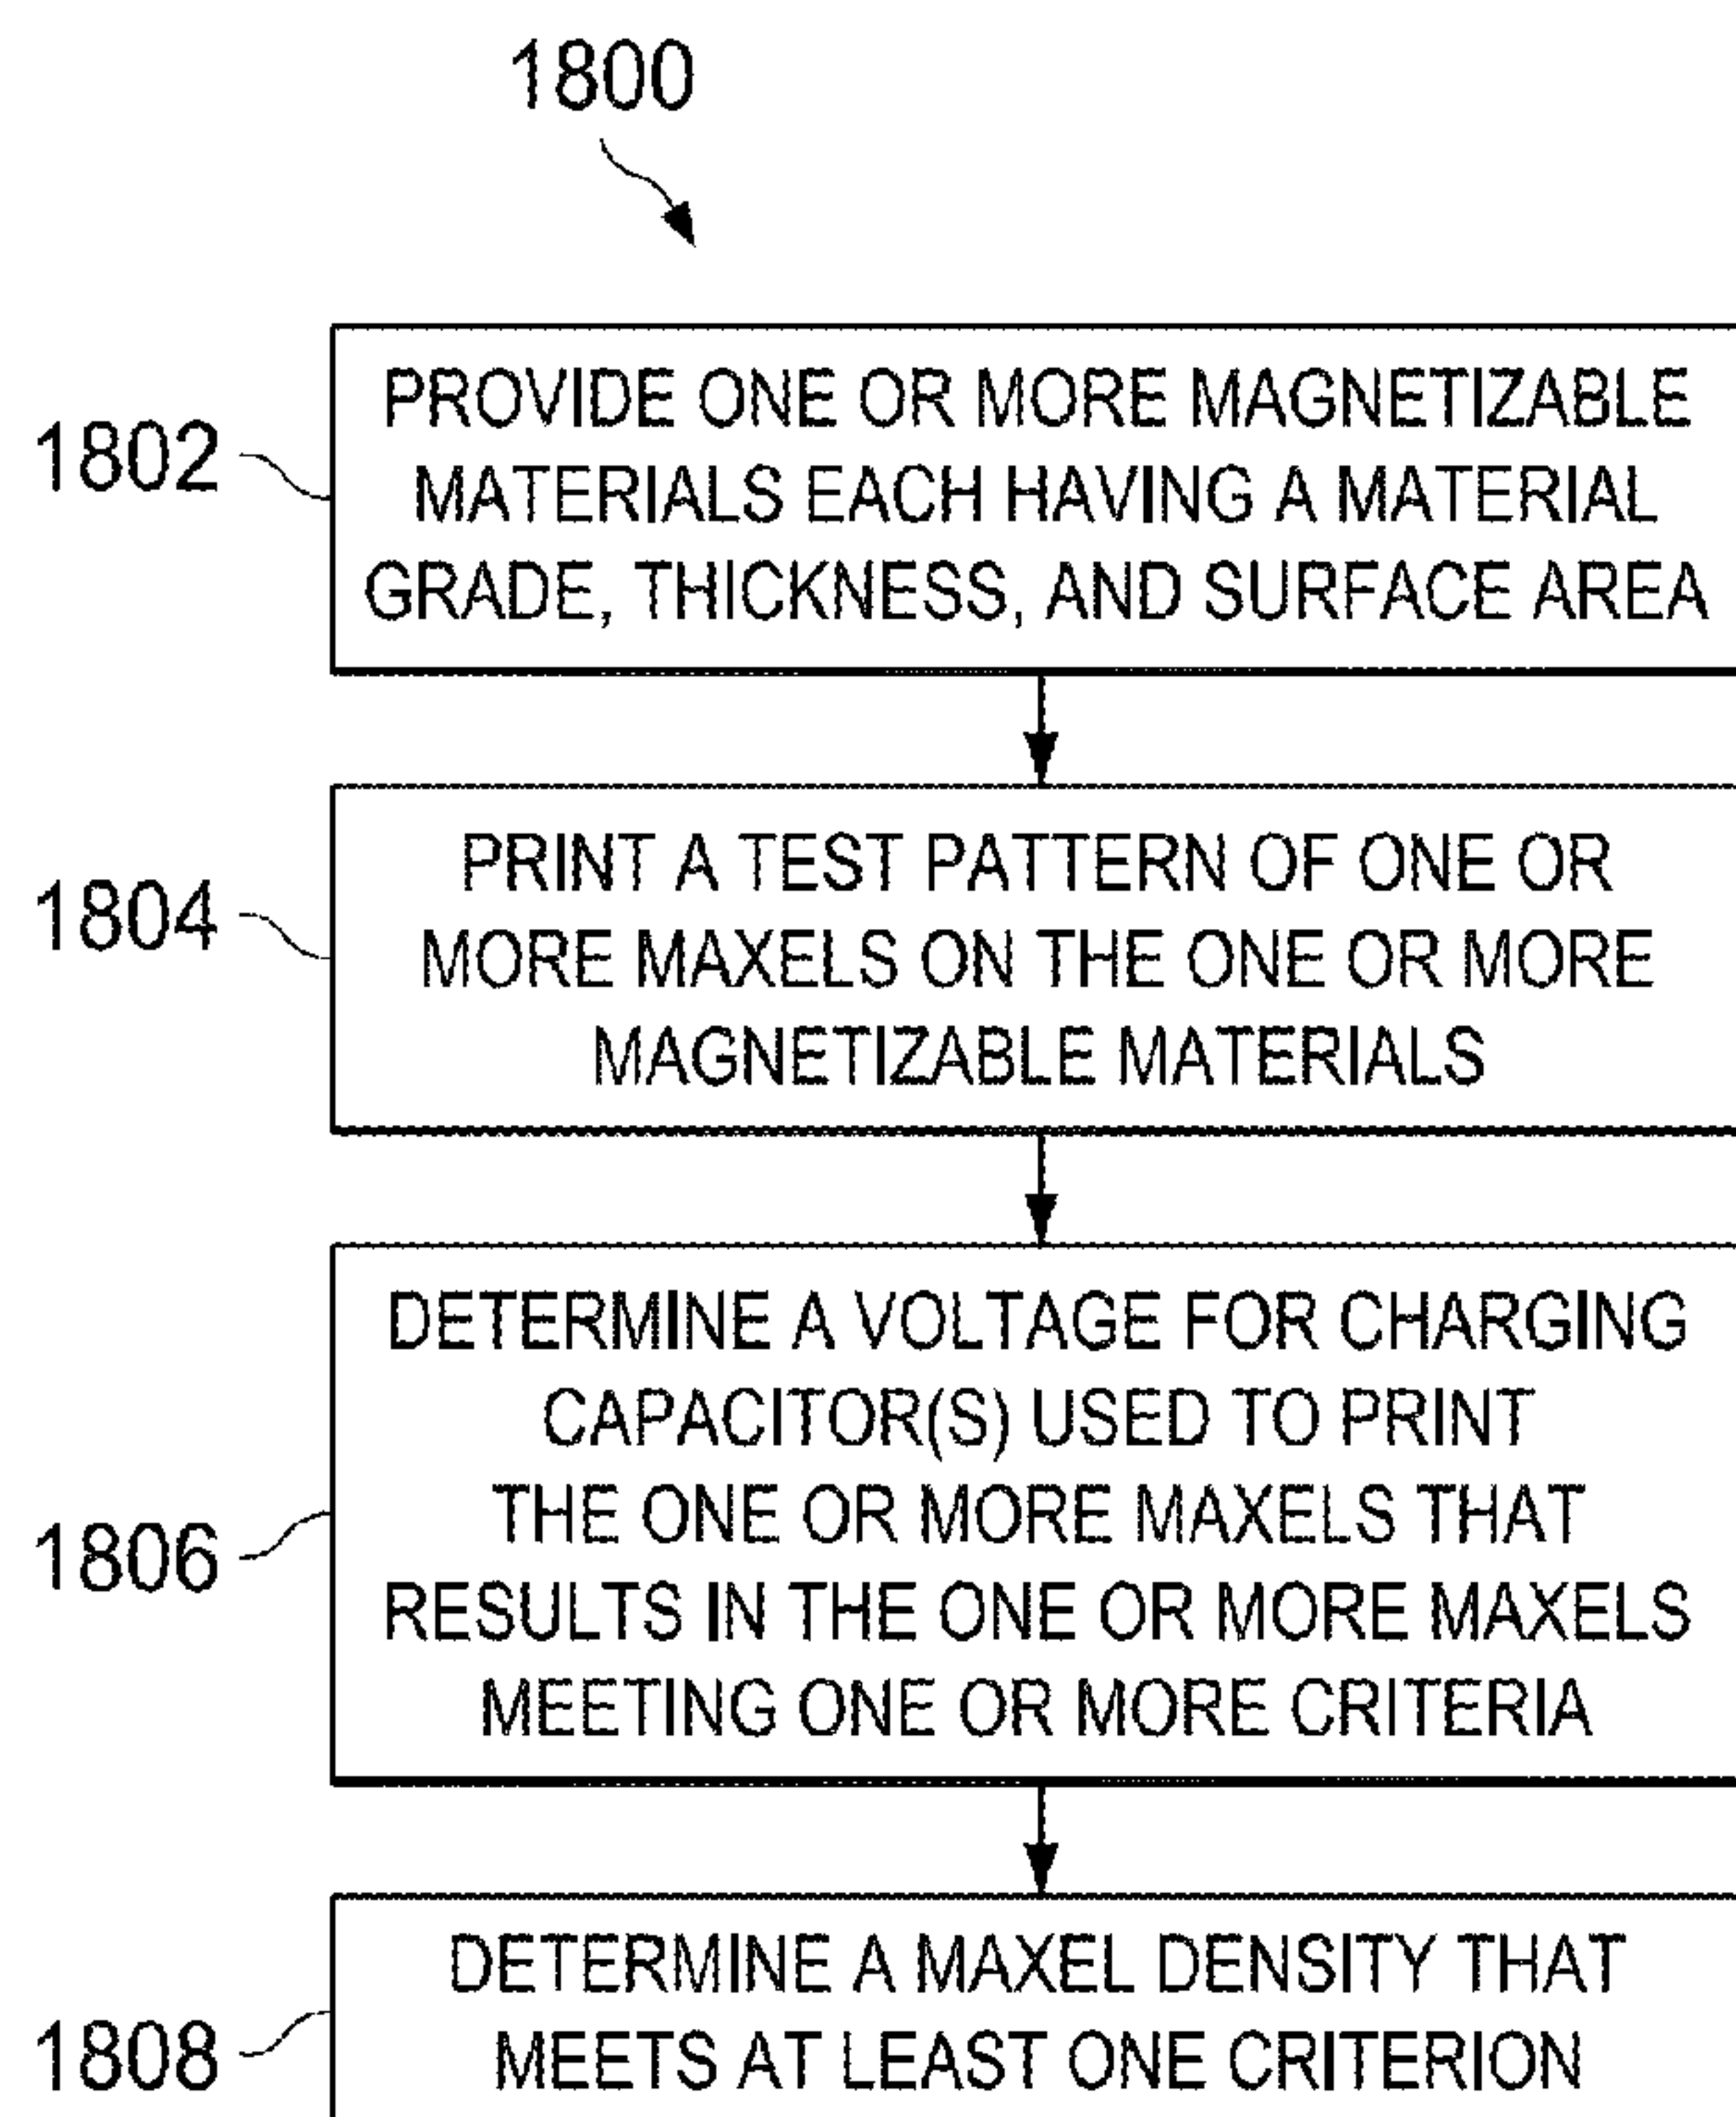 1800
1802
PROVIDE ONE OR MORE MAGNETIZABLE
MATERIALS EACH HAVING A MATERIAL
GRADE, THICKNESS, AND SURFACE AREA
1804
PRINT A TEST PATTERN OF ONE OR
MORE MAXELS ON THE ONE OR MORE
MAGNETIZABLE MATERIALS
1806
DETERMINE A VOLTAGE FOR CHARGING
CAPACITOR(S) USED TO PRINT
THE ONE OR MORE MAXELS THAT
RESULTS IN THE ONE OR MORE MAXELS
MEETING ONE OR MORE CRITERIA
1808
DETERMINE A MAXEL DENSITY THAT
MEETS AT LEAST ONE CRITERION